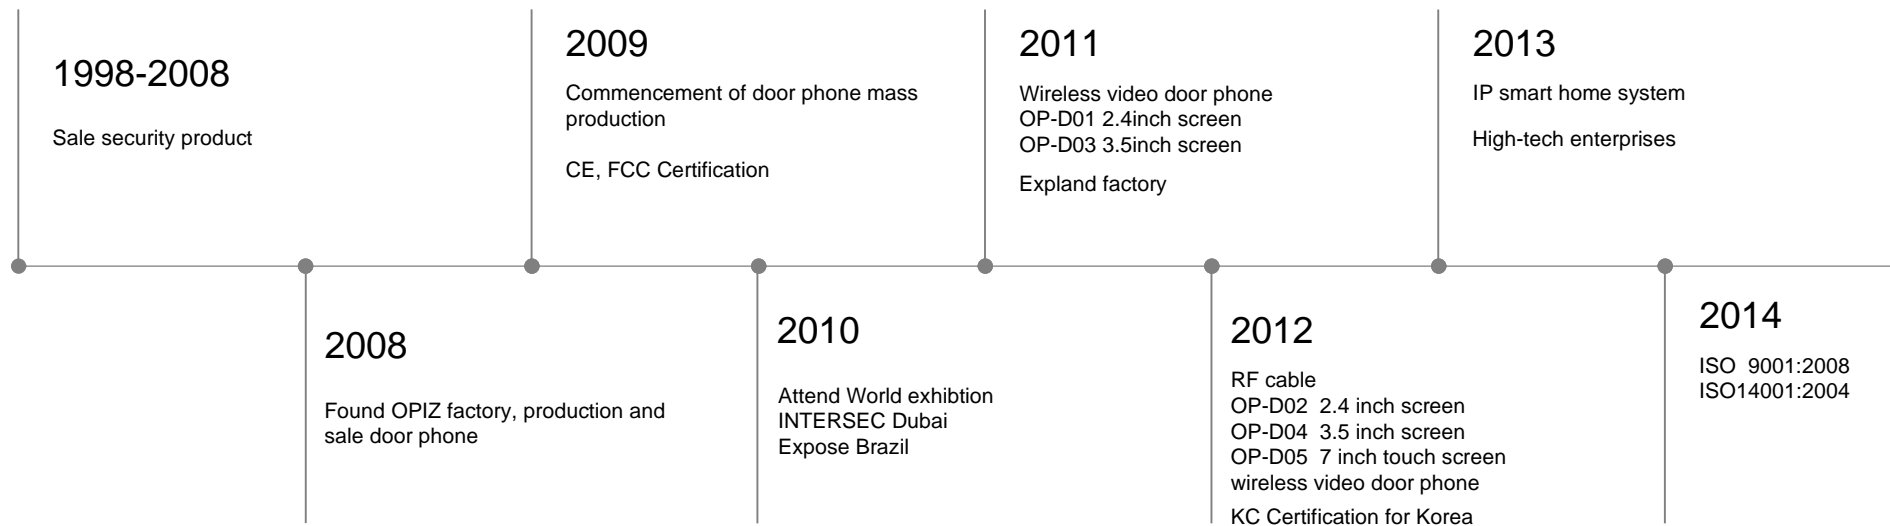 1998-2008
Sale security product
2008
Found OPIZ factory, production and
sale door phone
2009
Commencement of door phone mass
production
CE, FCC Certification
2010
Attend World exhibtion
INTERSEC Dubai
Expose Brazil
2011
Wireless video door phone
OP-D01 2.4inch screen
OP-D03 3.5inch screen
Expland factory
2012
RF cable
OP-D02 2.4 inch screen
OP-D04 3.5 inch screen
OP-D05 7 inch touch screen
wireless video door phone
KC Certification for Korea
2013
IP smart home system
High-tech enterprises
2014
ISO 9001:2008
ISO14001:2004